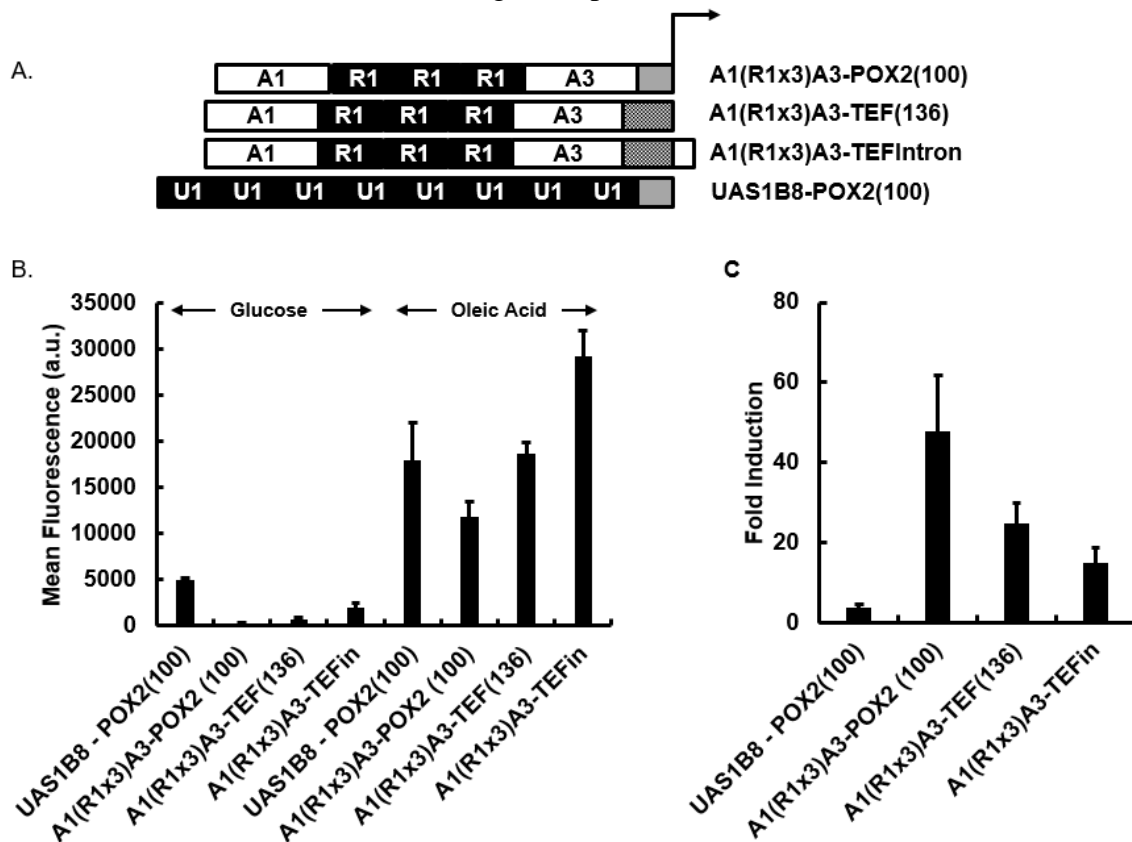 A.
A1 R1 R1 R1 A3 A1(R1x3)A3-POX2(100)
A1 R1 R1 R1 A3 A1(R1x3)A3-TEF(136)
A1 R1 R1 R1 A3 A1(R1x3)A3-TEFIntron
U1 U1 U1 U1 U1 U1 U1 U1 UAS1B8-POX2(100)
B.
Glucose
Oleic Acid
Mean Fluorescence (a.u.)
35000
30000
25000
20000
15000
10000
5000
0
UAS1B8 - POX2(100)
A1(R1x3)A3-POX2 (100)
A1(R1x3)A3-TEF(136)
A1(R1x3)A3-TEFin
UAS1B8 - POX2(100)
A1(R1x3)A3-POX2 (100)
A1(R1x3)A3-TEF(136)
A1(R1x3)A3-TEFin
C
Fold Induction
80
60
40
20
0
UAS1B8 - POX2(100)
A1(R1x3)A3-POX2 (100)
A1(R1x3)A3-TEF(136)
A1(R1x3)A3-TEFin